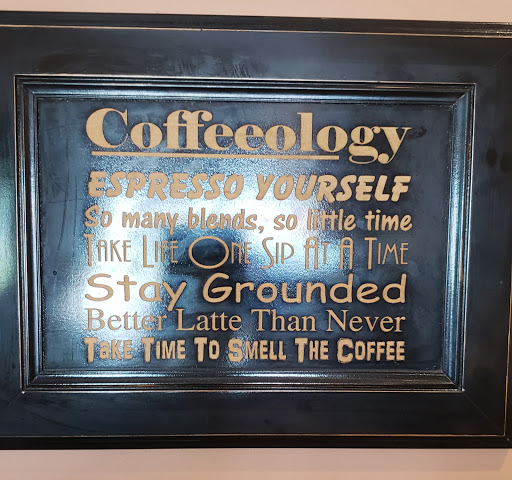 Coffeeology
ESPRESSO YOURSELF
So many blends, so little time
TAKE LIFE ONE SIP AT A TIME
Stay Grounded
Better Latte Than Never
TAKE TIME TO SMELL THE COFFEE